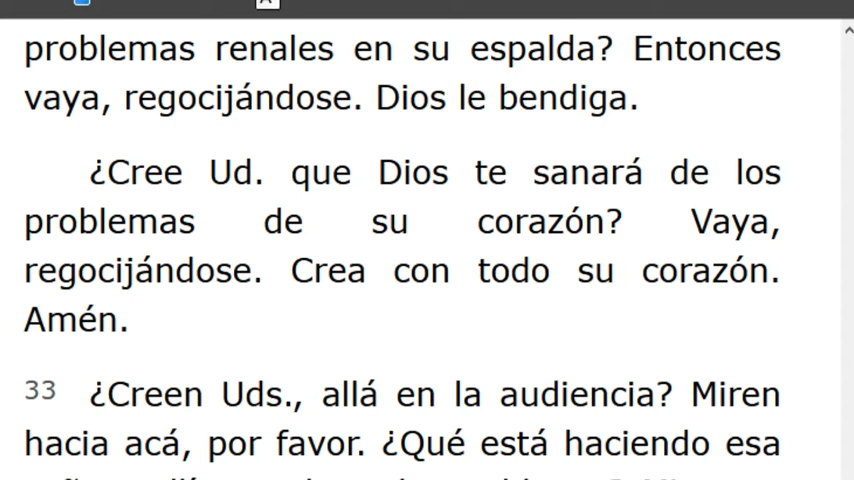 problemas renales en su espalda? Entonces
vaya, regocijándose. Dios le bendiga.
¿Cree Ud. que Dios te sanará de los
problemas de su corazón? Vaya,
regocijándose. Crea con todo su corazón.
Amén.
33 ¿Creen Uds., allá en la audiencia? Miren
hacia acá, por favor. ¿Qué está haciendo esa